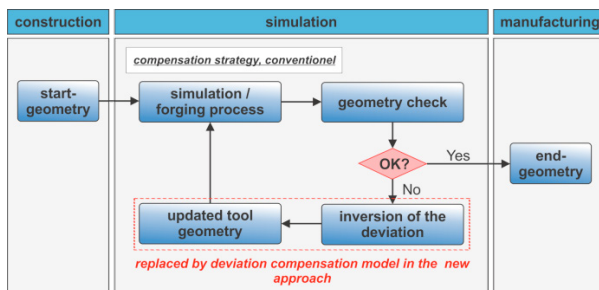 construction
simulation
manufacturing
compensation strategy, conventionel
start-
geometry
simulation /
forging process
geometry check
OK?
Yes
end-
geometry
No
updated tool
geometry
inversion of the
deviation
replaced by deviation compensation model in the new
approach